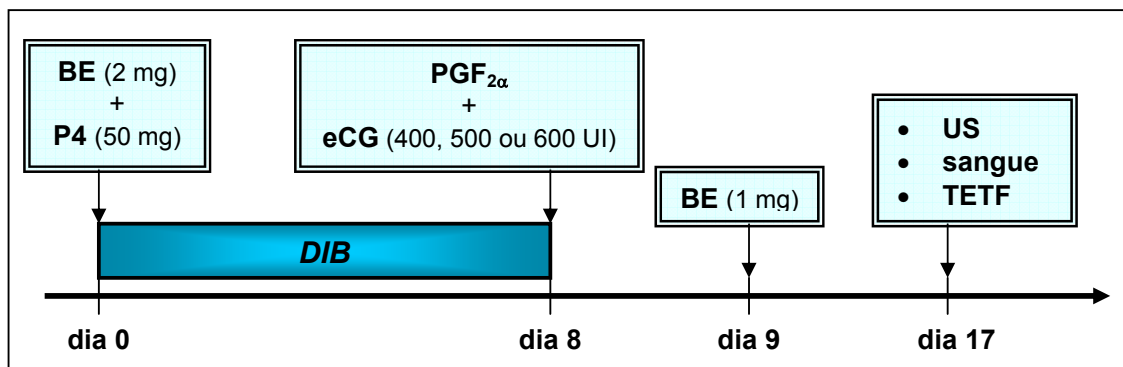 BE (2 mg)
+
P4 (50 mg)
PGF2α
+
eCG (400, 500 ou 600 UI)
BE (1 mg)
• US
• sangue
• TETF
DIB
dia 0
dia 8
dia 9
dia 17